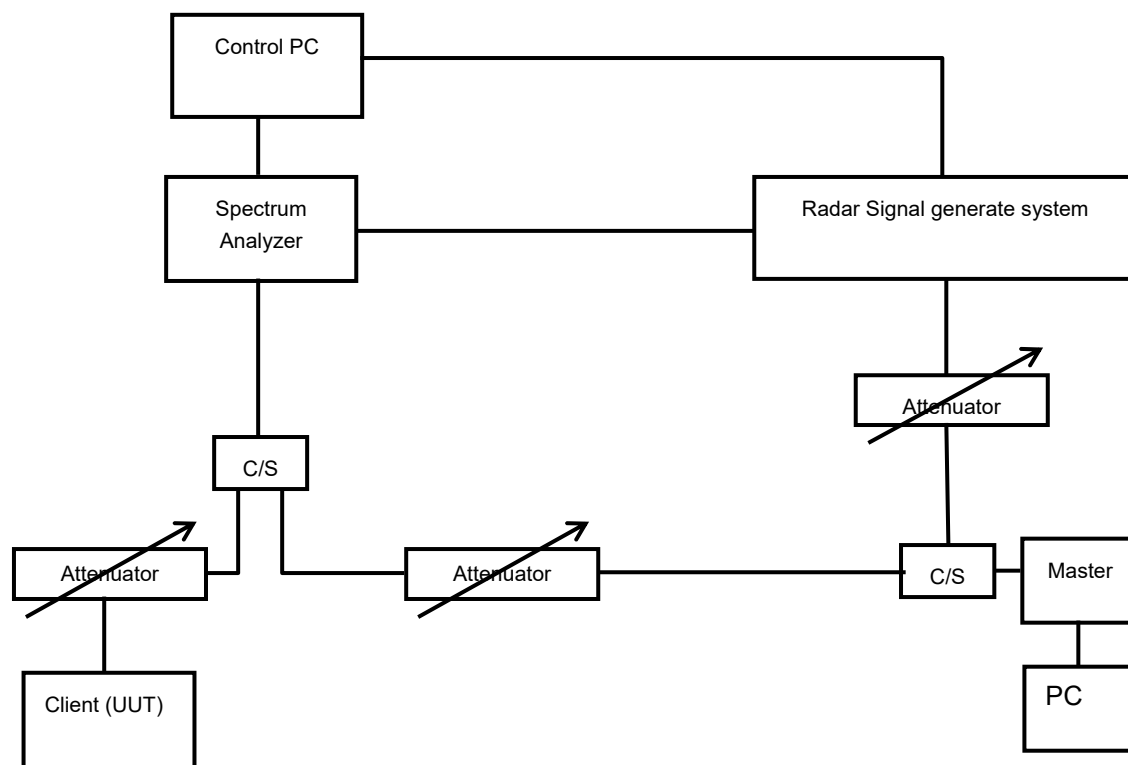 Control PC
Spectrum
Analyzer
Radar Signal generate system
Attenuator
C/S
Attenuator
Attenuator
C/S
Master
Client (UUT)
PC